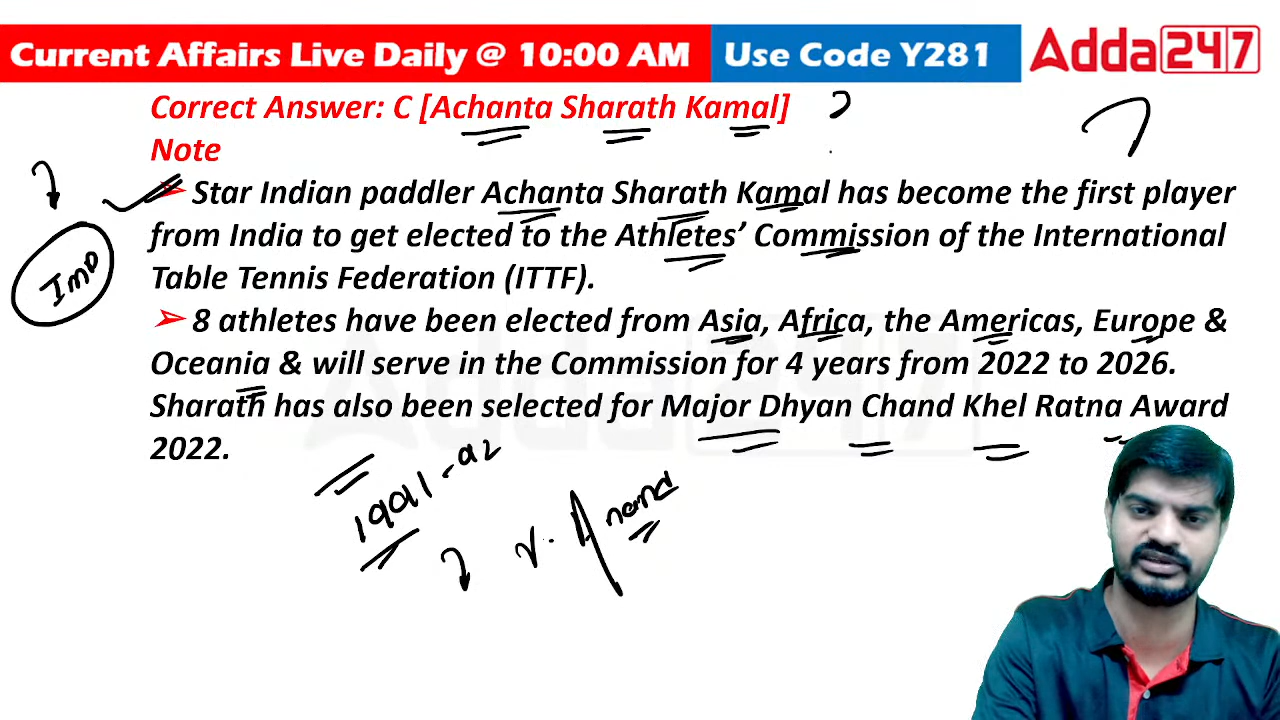 Current Affairs Live Daily @ 10:00 AM Use Code Y281 Adda247
Correct Answer: C [Achanta Sharath Kamal]
Note
➢ Star Indian paddler Achanta Sharath Kamal has become the first player
from India to get elected to the Athletes’ Commission of the International
Table Tennis Federation (ITTF).
Imp
➢ 8 athletes have been elected from Asia, Africa, the Americas, Europe &
Oceania & will serve in the Commission for 4 years from 2022 to 2026.
Sharath has also been selected for Major Dhyan Chand Khel Ratna Award
2022.
1991-92
V. Anand